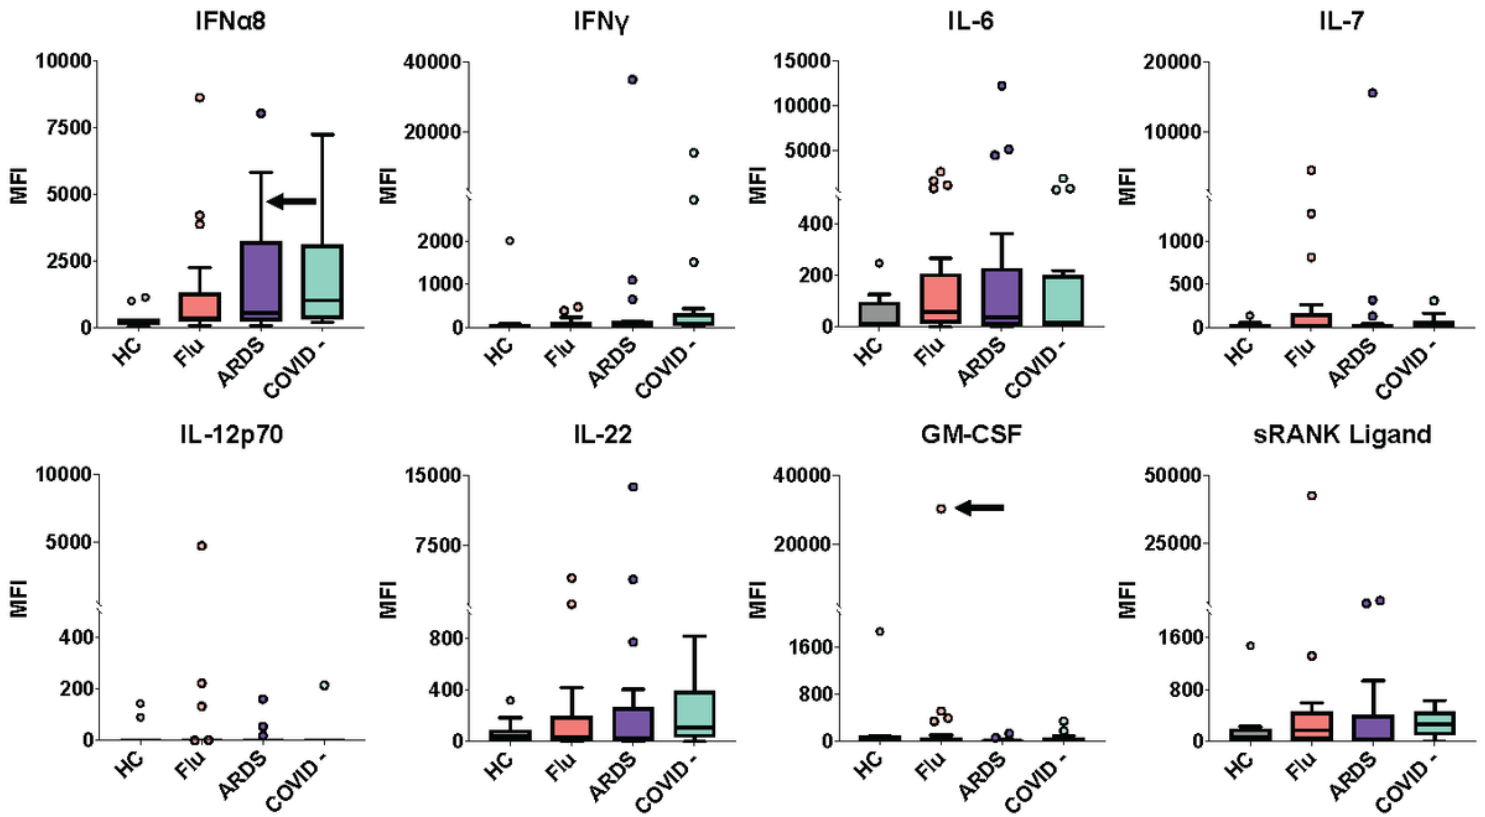 IFNα8
IFNγ
IL-6
IL-7
10000
7500
5000
2500
0
MFI
HC
Flu
ARDS
COVID -
40000
20000
2000
1000
0
MFI
HC
Flu
ARDS
COVID -
15000
10000
5000
400
200
0
MFI
HC
Flu
ARDS
COVID -
20000
10000
1000
500
0
MFI
HC
Flu
ARDS
COVID -
IL-12p70
IL-22
GM-CSF
sRANK Ligand
10000
5000
400
200
0
MFI
HC
Flu
ARDS
COVID -
15000
7500
800
400
0
MFI
HC
Flu
ARDS
COVID -
40000
20000
1600
800
0
MFI
HC
Flu
ARDS
COVID -
50000
25000
1600
800
0
MFI
HC
Flu
ARDS
COVID -